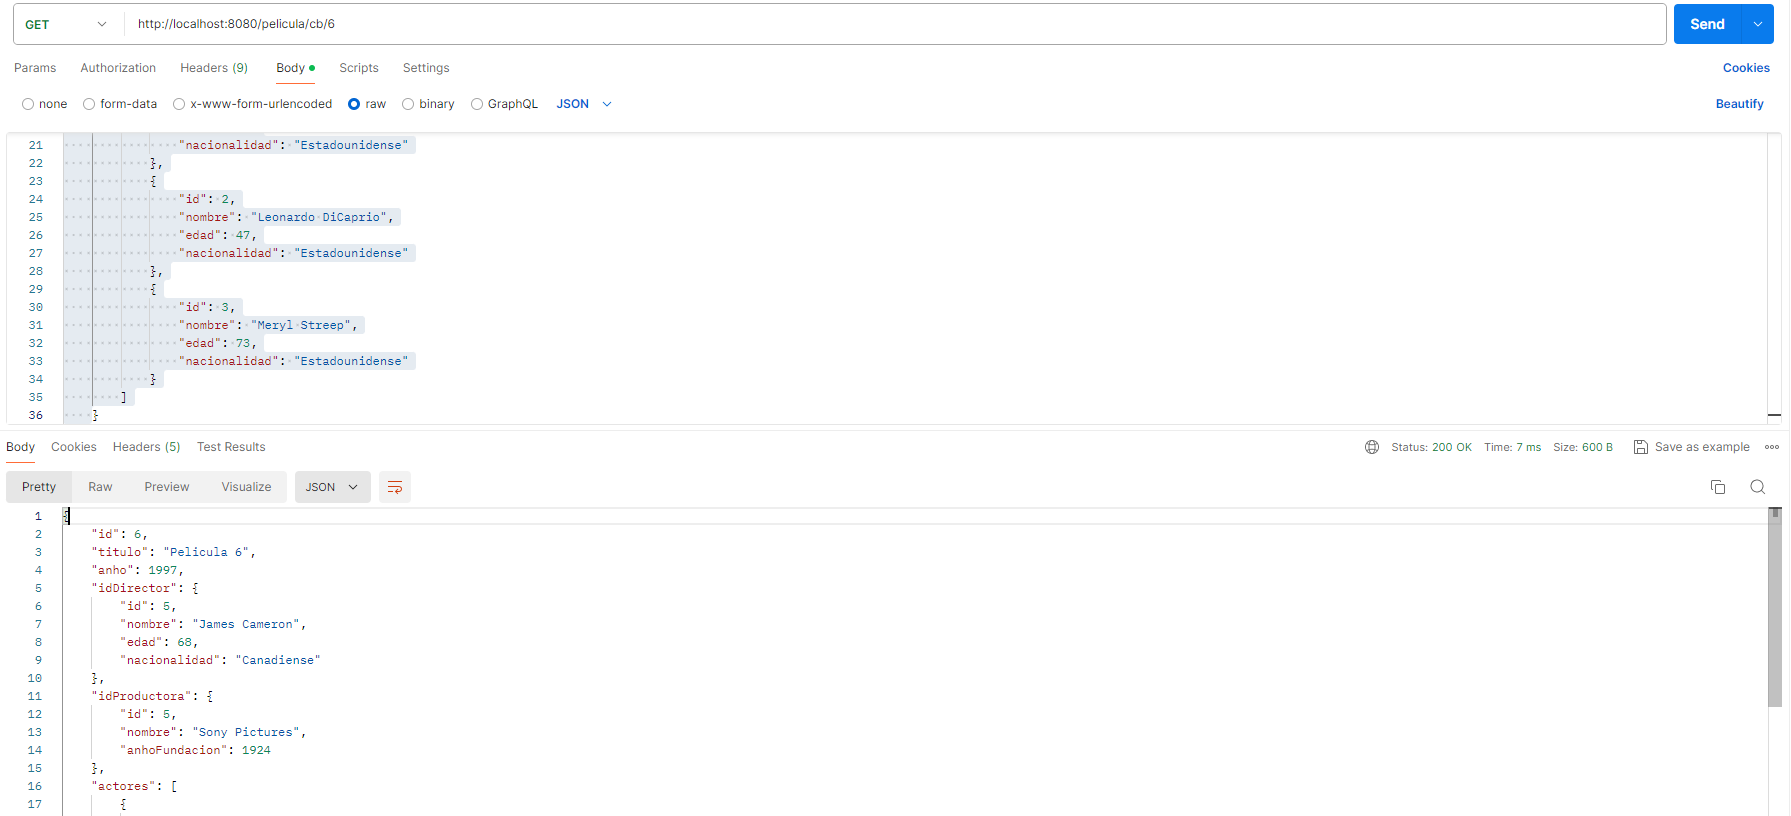 GET http://localhost:8080/pelicula/cb/6 Send
Params Authorization Headers (9) Body Scripts Settings Cookies
none form-data x-www-form-urlencoded raw binary GraphQL JSON Beautify
21 "nacionalidad": "Estadounidense"
22 },
23 {
24 "id": 2,
25 "nombre": "Leonardo DiCaprio",
26 "edad": 47,
27 "nacionalidad": "Estadounidense"
28 },
29 {
30 "id": 3,
31 "nombre": "Meryl Streep",
32 "edad": 73,
33 "nacionalidad": "Estadounidense"
34 }
35 ]
36 }
Body Cookies Headers (5) Test Results Status: 200 OK Time: 7 ms Size: 600 B Save as example
Pretty Raw Preview Visualize JSON
1 {
2 "id": 6,
3 "titulo": "Pelicula 6",
4 "anho": 1997,
5 "idDirector": {
6 "id": 5,
7 "nombre": "James Cameron",
8 "edad": 68,
9 "nacionalidad": "Canadiense"
10 },
11 "idProductora": {
12 "id": 5,
13 "nombre": "Sony Pictures",
14 "anhoFundacion": 1924
15 },
16 "actores": [
17 {